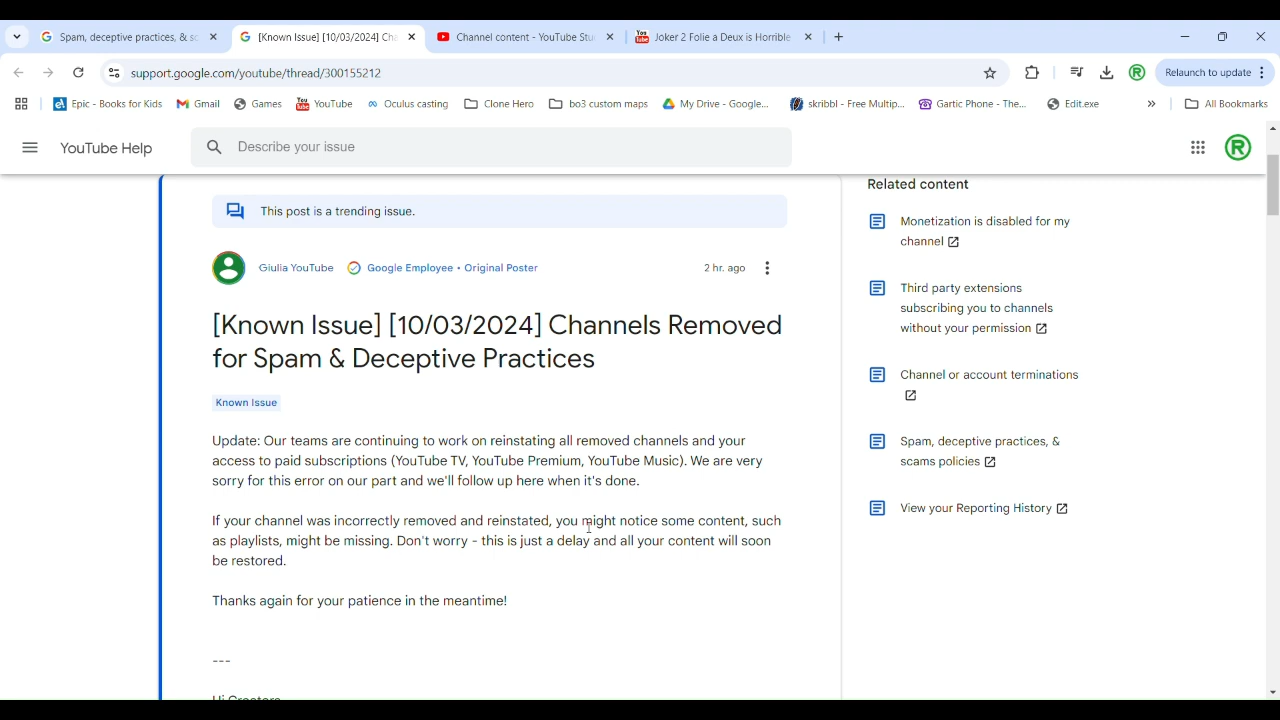 Spam, deceptive practices, & sc
[Known Issue] [10/03/2024] Cha
Channel content - YouTube Stu
Joker 2 Folie a Deux is Horrible
support.google.com/youtube/thread/300155212
Relaunch to update
Epic - Books for Kids
Gmail
Games
YouTube
Oculus casting
Clone Hero
bo3 custom maps
My Drive - Google...
skribbl - Free Multip...
Gartic Phone - The...
Edit.exe
All Bookmarks
YouTube Help
Describe your issue
This post is a trending issue.
Giulia YouTube
Google Employee • Original Poster
2 hr. ago
[Known Issue] [10/03/2024] Channels Removed
for Spam & Deceptive Practices
Known Issue
Update: Our teams are continuing to work on reinstating all removed channels and your
access to paid subscriptions (YouTube TV, YouTube Premium, YouTube Music). We are very
sorry for this error on our part and we'll follow up here when it's done.
If your channel was incorrectly removed and reinstated, you might notice some content, such
as playlists, might be missing. Don't worry - this is just a delay and all your content will soon
be restored.
Thanks again for your patience in the meantime!
---
Hi Creators
Related content
Monetization is disabled for my
channel
Third party extensions
subscribing you to channels
without your permission
Channel or account terminations
Spam, deceptive practices, &
scams policies
View your Reporting History